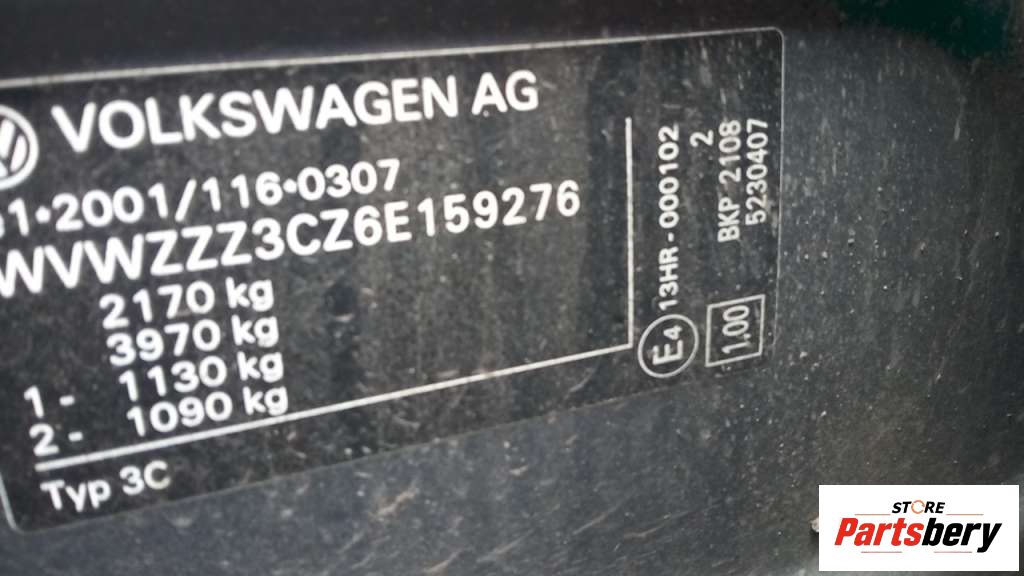 VOLKSWAGEN AG
1*2001/116*0307
WVWZZZ3CZ6E159276
2170 kg
3970 kg
1 - 1130 kg
2 - 1090 kg
Typ 3C
E4 13HR-000102
2
BKP 2108
5230407
1.00
STORE
Partsbery